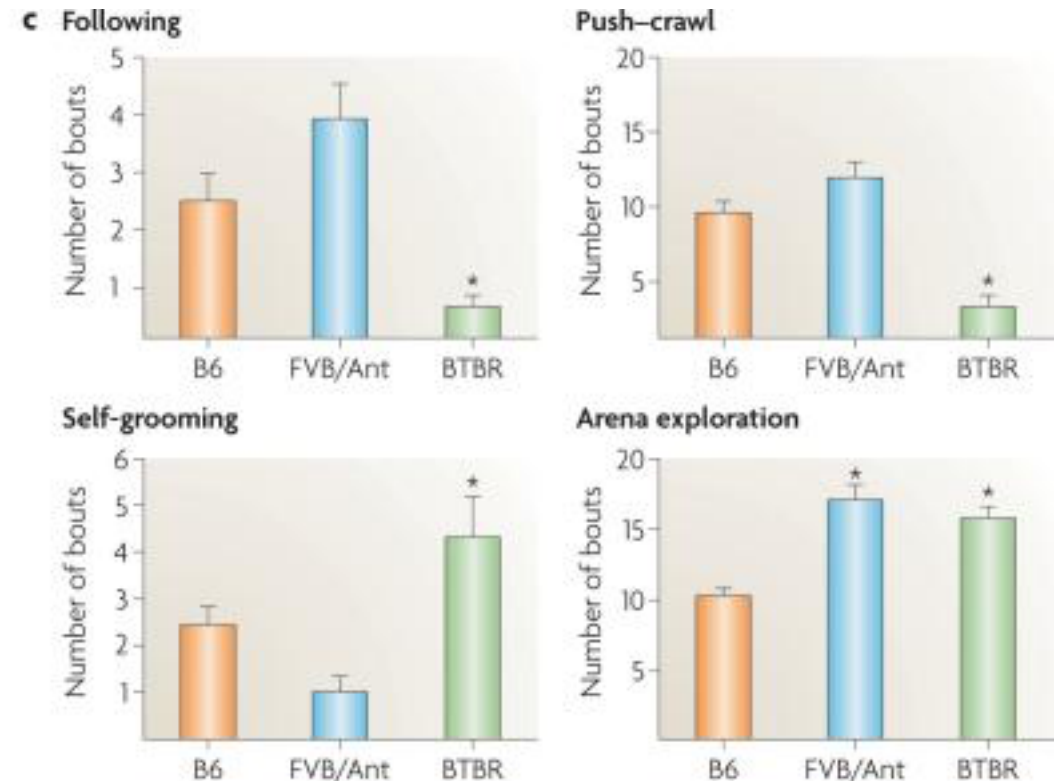 c Following
Number of bouts
5
4
3
2
1
*
B6 FVB/Ant BTBR
Push–crawl
Number of bouts
20
15
10
5
*
B6 FVB/Ant BTBR
Self-grooming
Number of bouts
6
5
4
3
2
1
*
B6 FVB/Ant BTBR
Arena exploration
Number of bouts
20
15
10
5
* *
B6 FVB/Ant BTBR